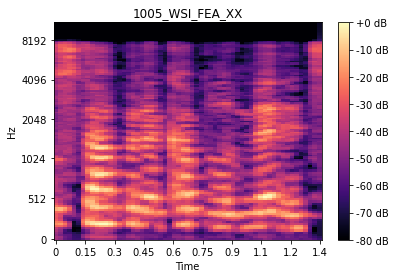 1005_WSI_FEA_XX
+0 dB
8192
-10 dB
4096
-20 dB
-30 dB
2048
Hz
-40 dB
1024
-50 dB
-60 dB
512
-70 dB
0
-80 dB
0 0.15 0.3 0.45 0.6 0.75 0.9 1.1 1.2 1.4
Time